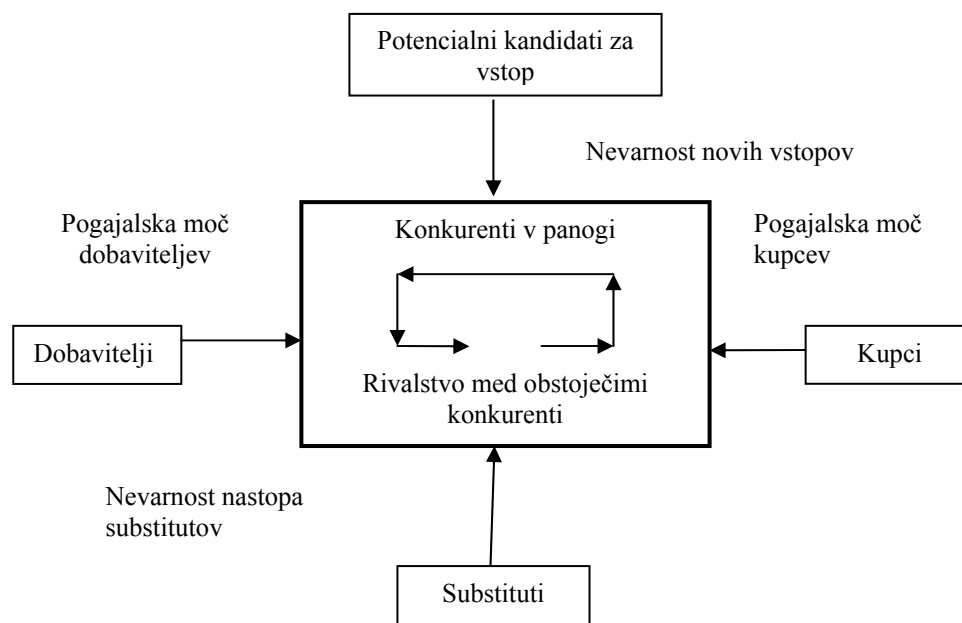 Potencialni kandidati za
vstop
Nevarnost novih vstopov
Pogajalska moč
dobaviteljev
Konkurenti v panogi
Pogajalska moč
kupcev
Dobavitelji
Kupci
Rivalstvo med obstoječimi
konkurenti
Nevarnost nastopa
substitutov
Substituti